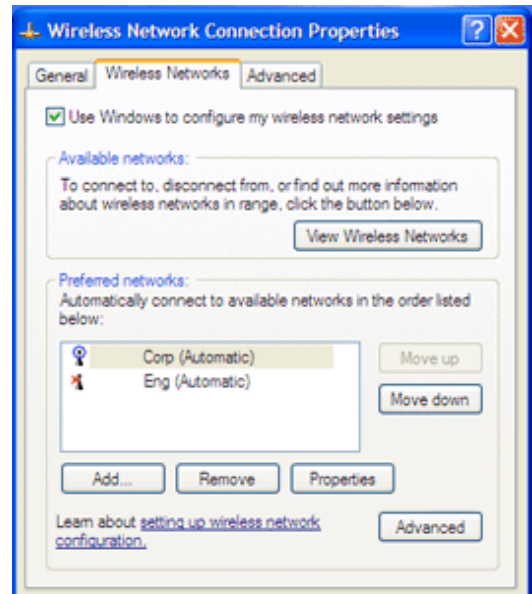 Wireless Network Connection Properties
General Wireless Networks Advanced
Use Windows to configure my wireless network settings
Available networks:
To connect to, disconnect from, or find out more information
about wireless networks in range, click the button below.
View Wireless Networks
Preferred networks:
Automatically connect to available networks in the order listed
below:
Corp (Automatic)
Eng (Automatic)
Move up
Move down
Add... Remove Properties
Learn about setting up wireless network
configuration.
Advanced